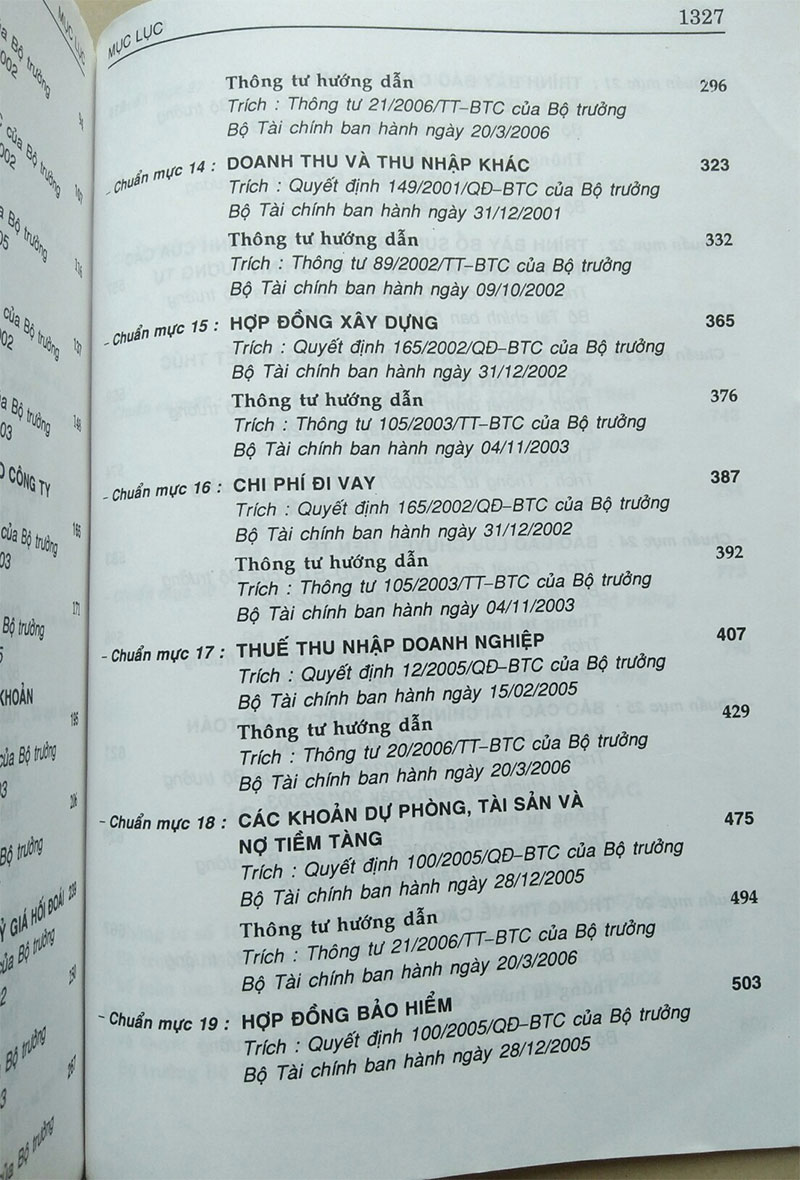 MỤC LỤC 1327
Thông tư hướng dẫn 296
Trích : Thông tư 21/2006/TT–BTC của Bộ trưởng
Bộ Tài chính ban hành ngày 20/3/2006
- Chuẩn mực 14 : DOANH THU VÀ THU NHẬP KHÁC 323
Trích : Quyết định 149/2001/QĐ–BTC của Bộ trưởng
Bộ Tài chính ban hành ngày 31/12/2001
Thông tư hướng dẫn 332
Trích : Thông tư 89/2002/TT–BTC của Bộ trưởng
Bộ Tài chính ban hành ngày 09/10/2002
- Chuẩn mực 15 : HỢP ĐỒNG XÂY DỰNG 365
Trích : Quyết định 165/2002/QĐ–BTC của Bộ trưởng
Bộ Tài chính ban hành ngày 31/12/2002
Thông tư hướng dẫn 376
Trích : Thông tư 105/2003/TT–BTC của Bộ trưởng
Bộ Tài chính ban hành ngày 04/11/2003
- Chuẩn mực 16 : CHI PHÍ ĐI VAY 387
Trích : Quyết định 165/2002/QĐ–BTC của Bộ trưởng
Bộ Tài chính ban hành ngày 31/12/2002
Thông tư hướng dẫn 392
Trích : Thông tư 105/2003/TT–BTC của Bộ trưởng
Bộ Tài chính ban hành ngày 04/11/2003
- Chuẩn mực 17 : THUẾ THU NHẬP DOANH NGHIỆP 407
Trích : Quyết định 12/2005/QĐ–BTC của Bộ trưởng
Bộ Tài chính ban hành ngày 15/02/2005
Thông tư hướng dẫn 429
Trích : Thông tư 20/2006/TT–BTC của Bộ trưởng
Bộ Tài chính ban hành ngày 20/3/2006
- Chuẩn mực 18 : CÁC KHOẢN DỰ PHÒNG, TÀI SẢN VÀ
NỢ TIỀM TÀNG 475
Trích : Quyết định 100/2005/QĐ–BTC của Bộ trưởng
Bộ Tài chính ban hành ngày 28/12/2005
Thông tư hướng dẫn 494
Trích : Thông tư 21/2006/TT–BTC của Bộ trưởng
Bộ Tài chính ban hành ngày 20/3/2006
- Chuẩn mực 19 : HỢP ĐỒNG BẢO HIỂM 503
Trích : Quyết định 100/2005/QĐ–BTC của Bộ trưởng
Bộ Tài chính ban hành ngày 28/12/2005